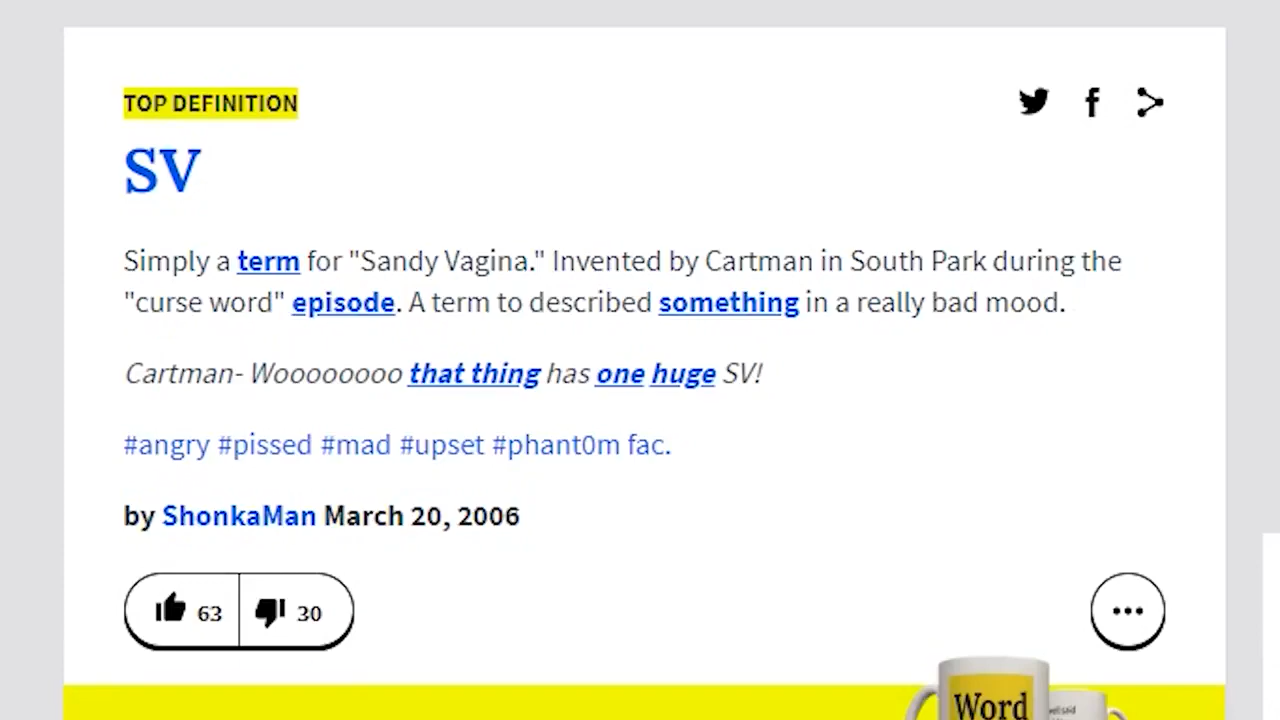 TOP DEFINITION
SV
Simply a term for "Sandy Vagina." Invented by Cartman in South Park during the
"curse word" episode. A term to described something in a really bad mood.
Cartman- Woooooooo that thing has one huge SV!
#angry #pissed #mad #upset #phant0m fac.
by ShonkaMan March 20, 2006
63 30
Word